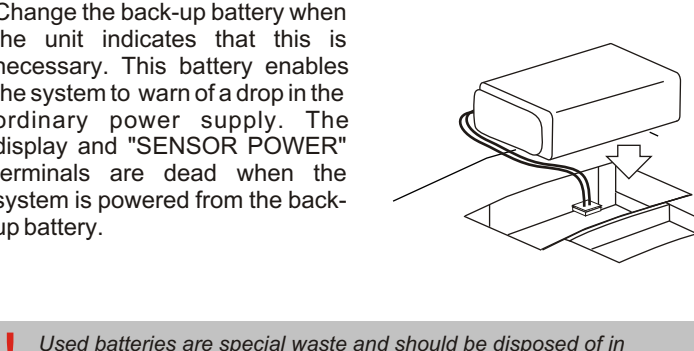 Change the back-up battery when
the unit indicates that this is
necessary. This battery enables
the system to warn of a drop in the
ordinary power supply. The
display and "SENSOR POWER"
terminals are dead when the
system is powered from the back-
up battery.
! Used batteries are special waste and should be disposed of in